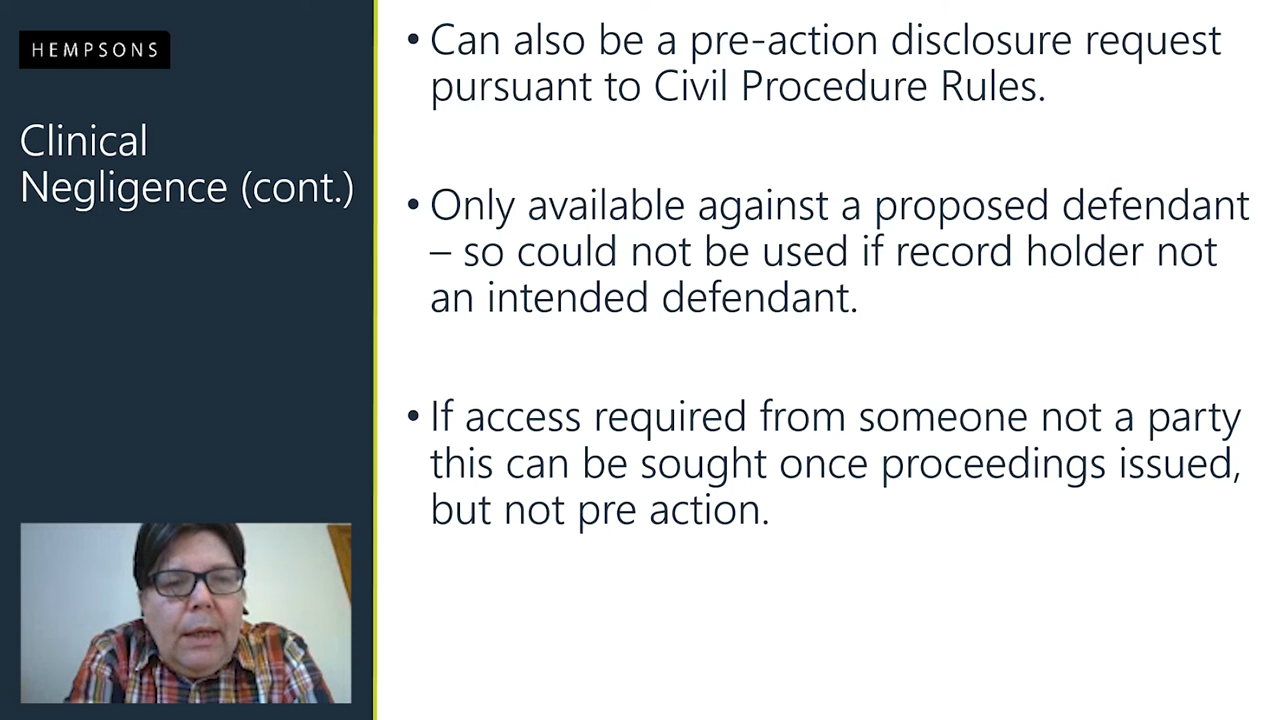 HEMPSONS
Clinical
Negligence (cont.)
• Can also be a pre-action disclosure request
pursuant to Civil Procedure Rules.
• Only available against a proposed defendant
– so could not be used if record holder not
an intended defendant.
• If access required from someone not a party
this can be sought once proceedings issued,
but not pre action.